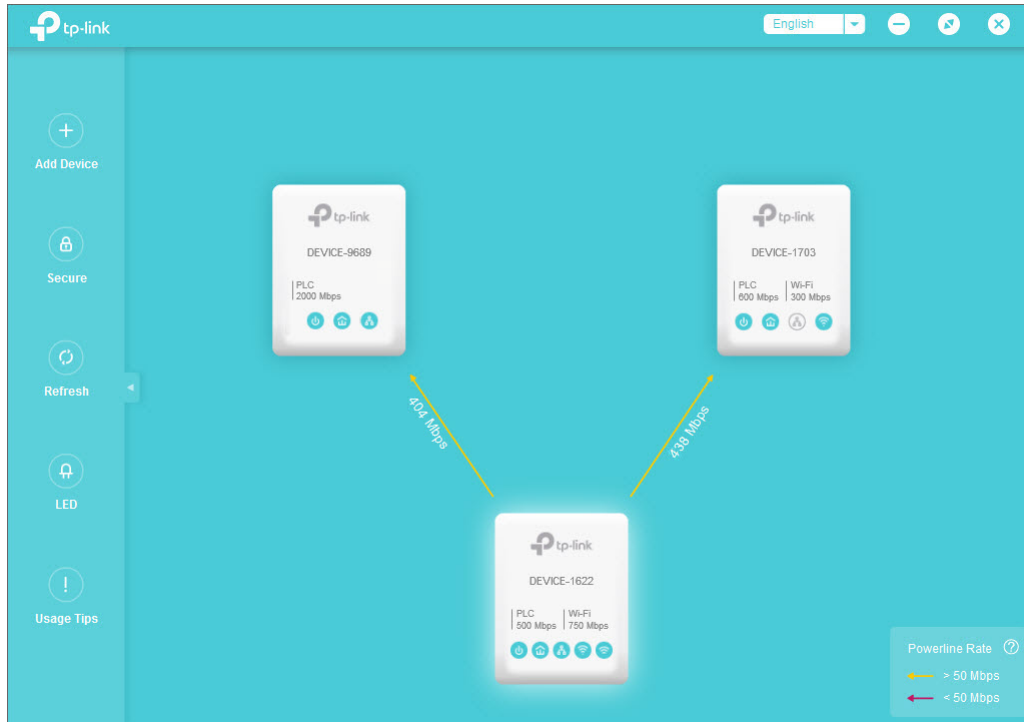 tp-link
English
Add Device
Secure
Refresh
LED
Usage Tips
tp-link
DEVICE-9689
PLC
2000 Mbps
tp-link
DEVICE-1703
PLC Wi-Fi
600 Mbps 300 Mbps
404 Mbps
438 Mbps
tp-link
DEVICE-1622
PLC Wi-Fi
500 Mbps 750 Mbps
Powerline Rate ?
> 50 Mbps
< 50 Mbps